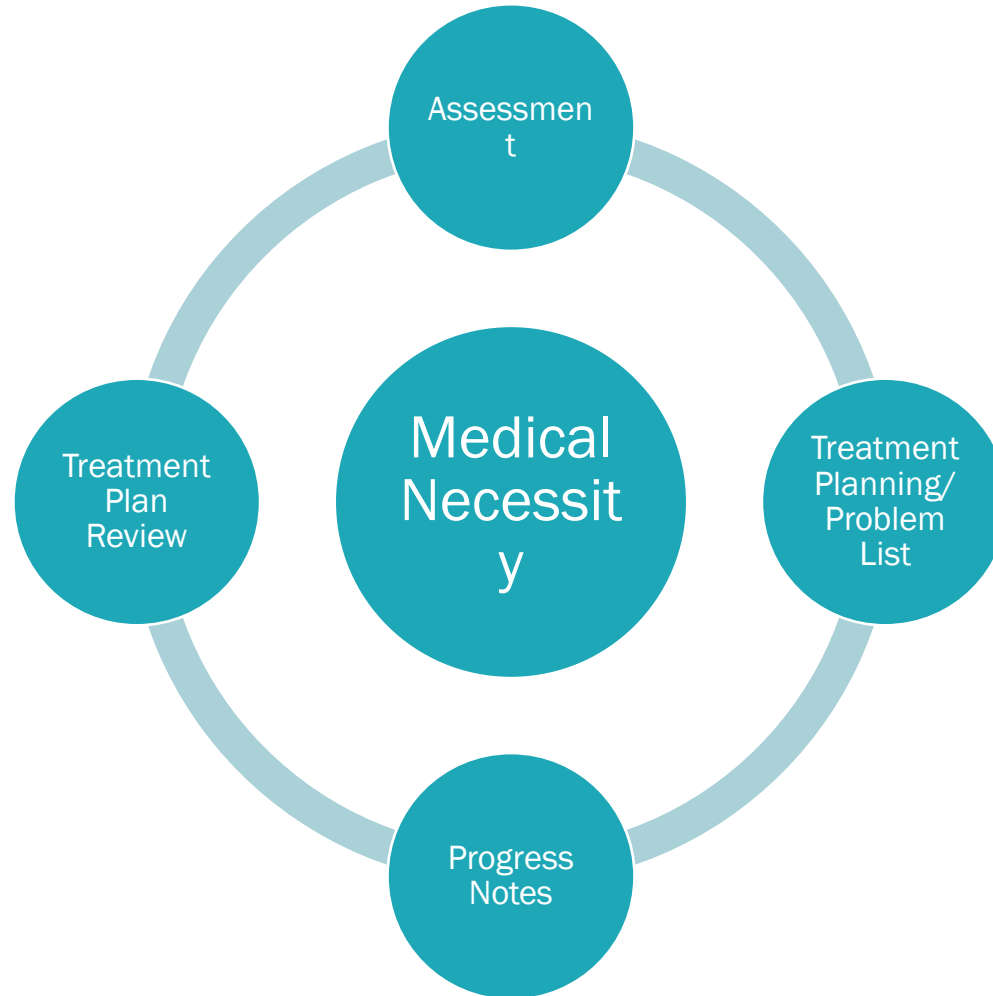 Assessmen
t
Medical
Necessit
y
Treatment
Planning/
Problem
List
Progress
Notes
Treatment
Plan
Review